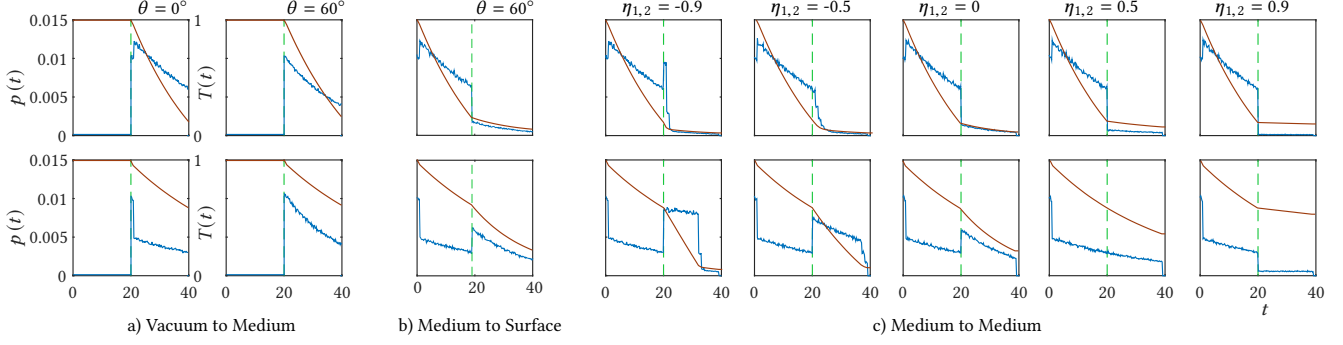 θ = 0° θ = 60° θ = 60° η1,2 = -0.9 η1,2 = -0.5 η1,2 = 0 η1,2 = 0.5 η1,2 = 0.9
0.015 1
0.01
p(t) T(t)
0.005
0 0
0.015 1
0.01
p(t) T(t)
0.005
0 0
0 20 40 0 20 40 0 20 40 0 20 40 0 20 40 0 20 40 0 20 40 0 20 40
t
a) Vacuum to Medium b) Medium to Surface c) Medium to Medium